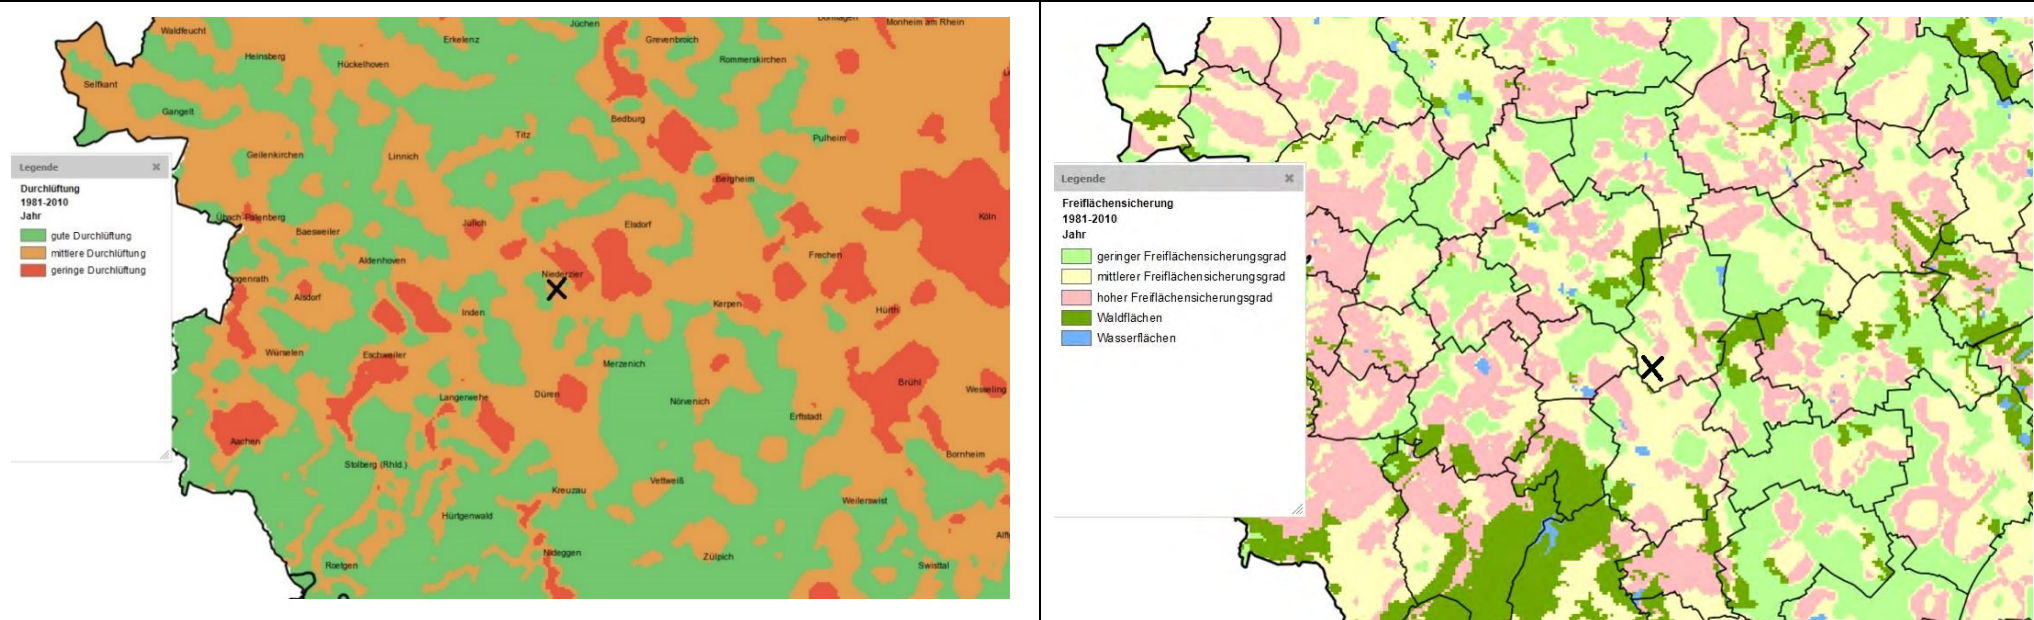 Waldfeucht
Jüchen
Monheim am Rhein
Erkelenz
Grevenbroich
Heinsberg
Hückelhoven
Rommerskirchen
Selfkant
Gangelt
Bedburg
Titz
Pulheim
Geilenkirchen
Linnich
Legende
Durchlüftung
1981-2010
Jahr
gute Durchlüftung
mittlere Durchlüftung
geringe Durchlüftung
Bergheim
Übach-Palenberg
Jülich
Elsdorf
Köln
Baesweiler
Aldenhoven
Frechen
Niederzier
Alsdorf
Inden
Kerpen
Hürth
Würselen
Eschweiler
Merzenich
Brühl
Wesseling
Langerwehe
Düren
Nörvenich
Erftstadt
Aachen
Bornheim
Stolberg (Rhld.)
Kreuzau
Vettweiß
Weilerswist
Hürtgenwald
Nideggen
Zülpich
Roetgen
Swisttal
Legende
Freiflächensicherung
1981-2010
Jahr
geringer Freiflächensicherungsgrad
mittlerer Freiflächensicherungsgrad
hoher Freiflächensicherungsgrad
Waldflächen
Wasserflächen